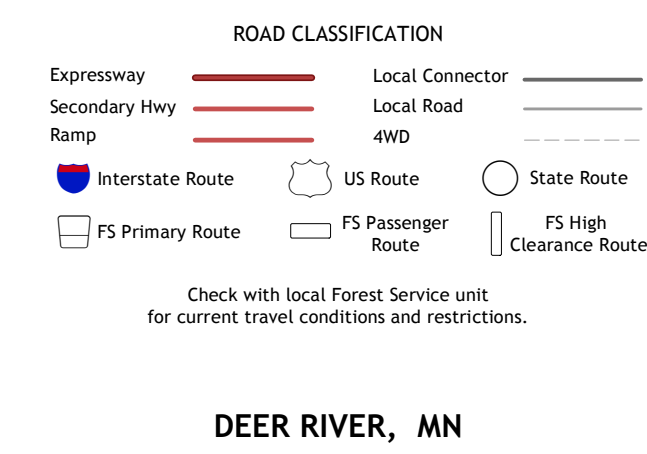 ROAD CLASSIFICATION
Expressway
Local Connector
Secondary Hwy
Local Road
Ramp
4WD
Interstate Route
US Route
State Route
FS Primary Route
FS Passenger
Route
FS High
Clearance Route
Check with local Forest Service unit
for current travel conditions and restrictions.
DEER RIVER, MN